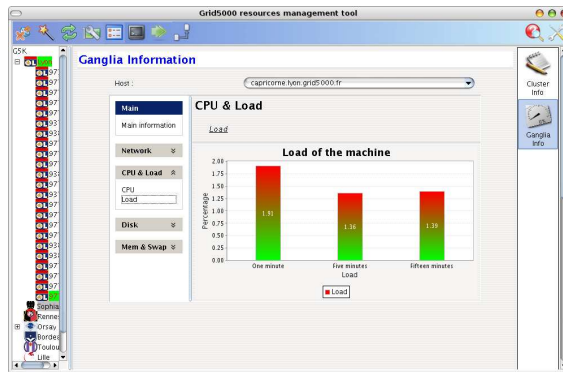 Grid5000 resources management tool
G5K
Lyon
Sophia
Rennes
Orsay
Bordea
Toulou
Lille
Ganglia Information
Host :
capricorne.lyon.grid5000.fr
Main
Main information
Network
CPU & Load
CPU
Load
Disk
Mem & Swap
CPU & Load
Load
Load of the machine
Percentage
2.00
1.75
1.50
1.25
1.00
0.75
0.50
0.25
0.00
1.91
1.36
1.39
One minute
Five minutes
Fifteen minutes
Load
Load
Cluster
Info
Ganglia
Info